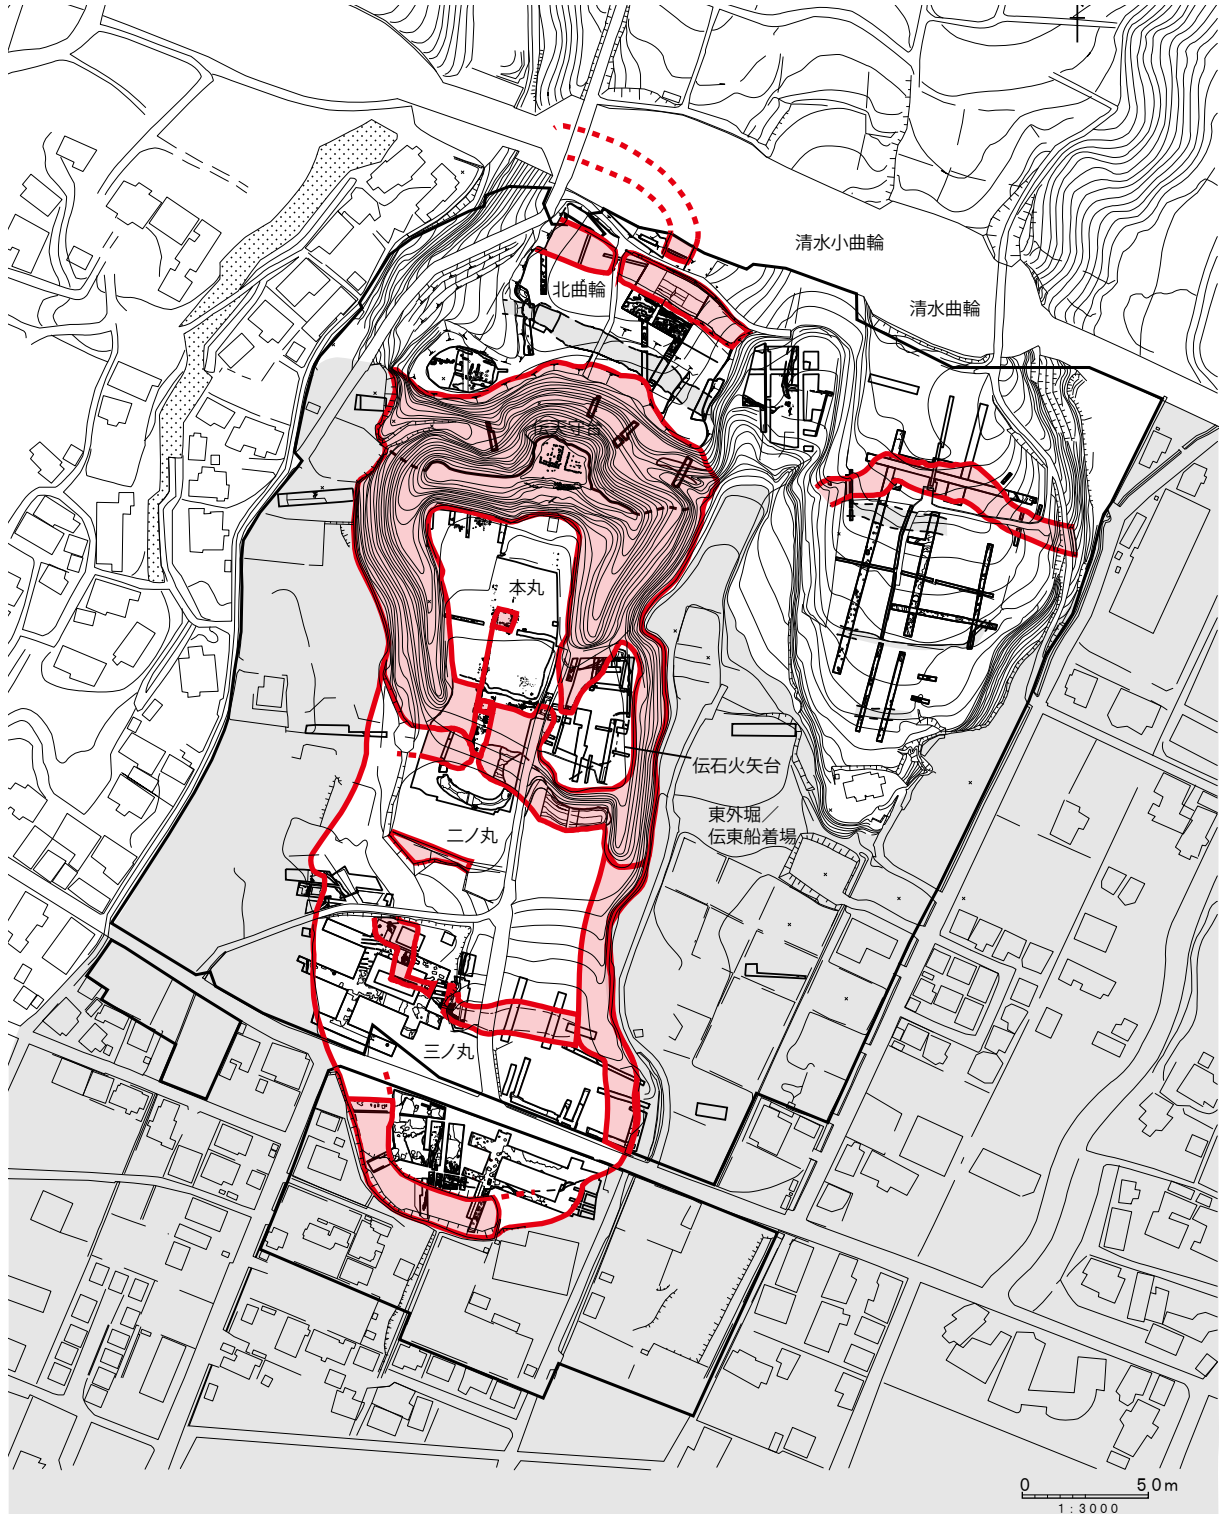 清水小曲輪
北曲輪
清水曲輪
伝天守台
本丸
伝石火矢台
東外堀／
伝東船着場
二ノ丸
三ノ丸
0 50m
1:3000